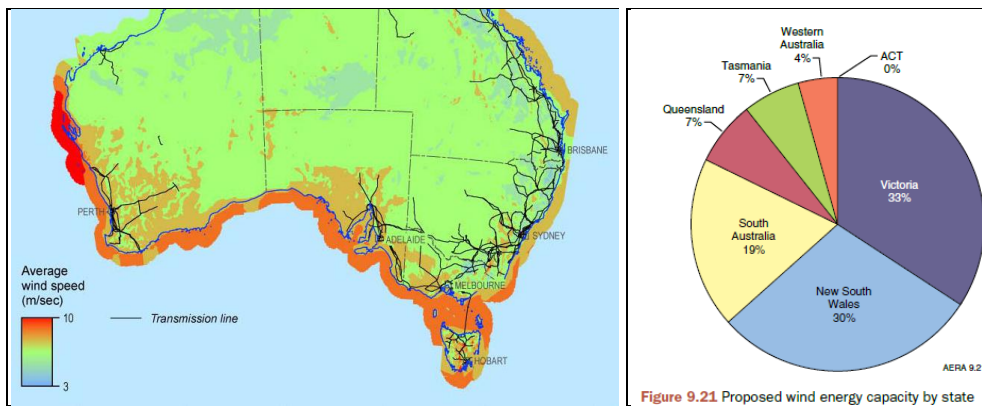 BRISBANE
PERTH
SYDNEY
ADELAIDE
MELBOURNE
HOBART
Average
wind speed
(m/sec)
10
3
Transmission line
Western
Australia
4%
ACT
0%
Tasmania
7%
Queensland
7%
Victoria
33%
South
Australia
19%
New South
Wales
30%
AERA 9.2
Figure 9.21 Proposed wind energy capacity by state